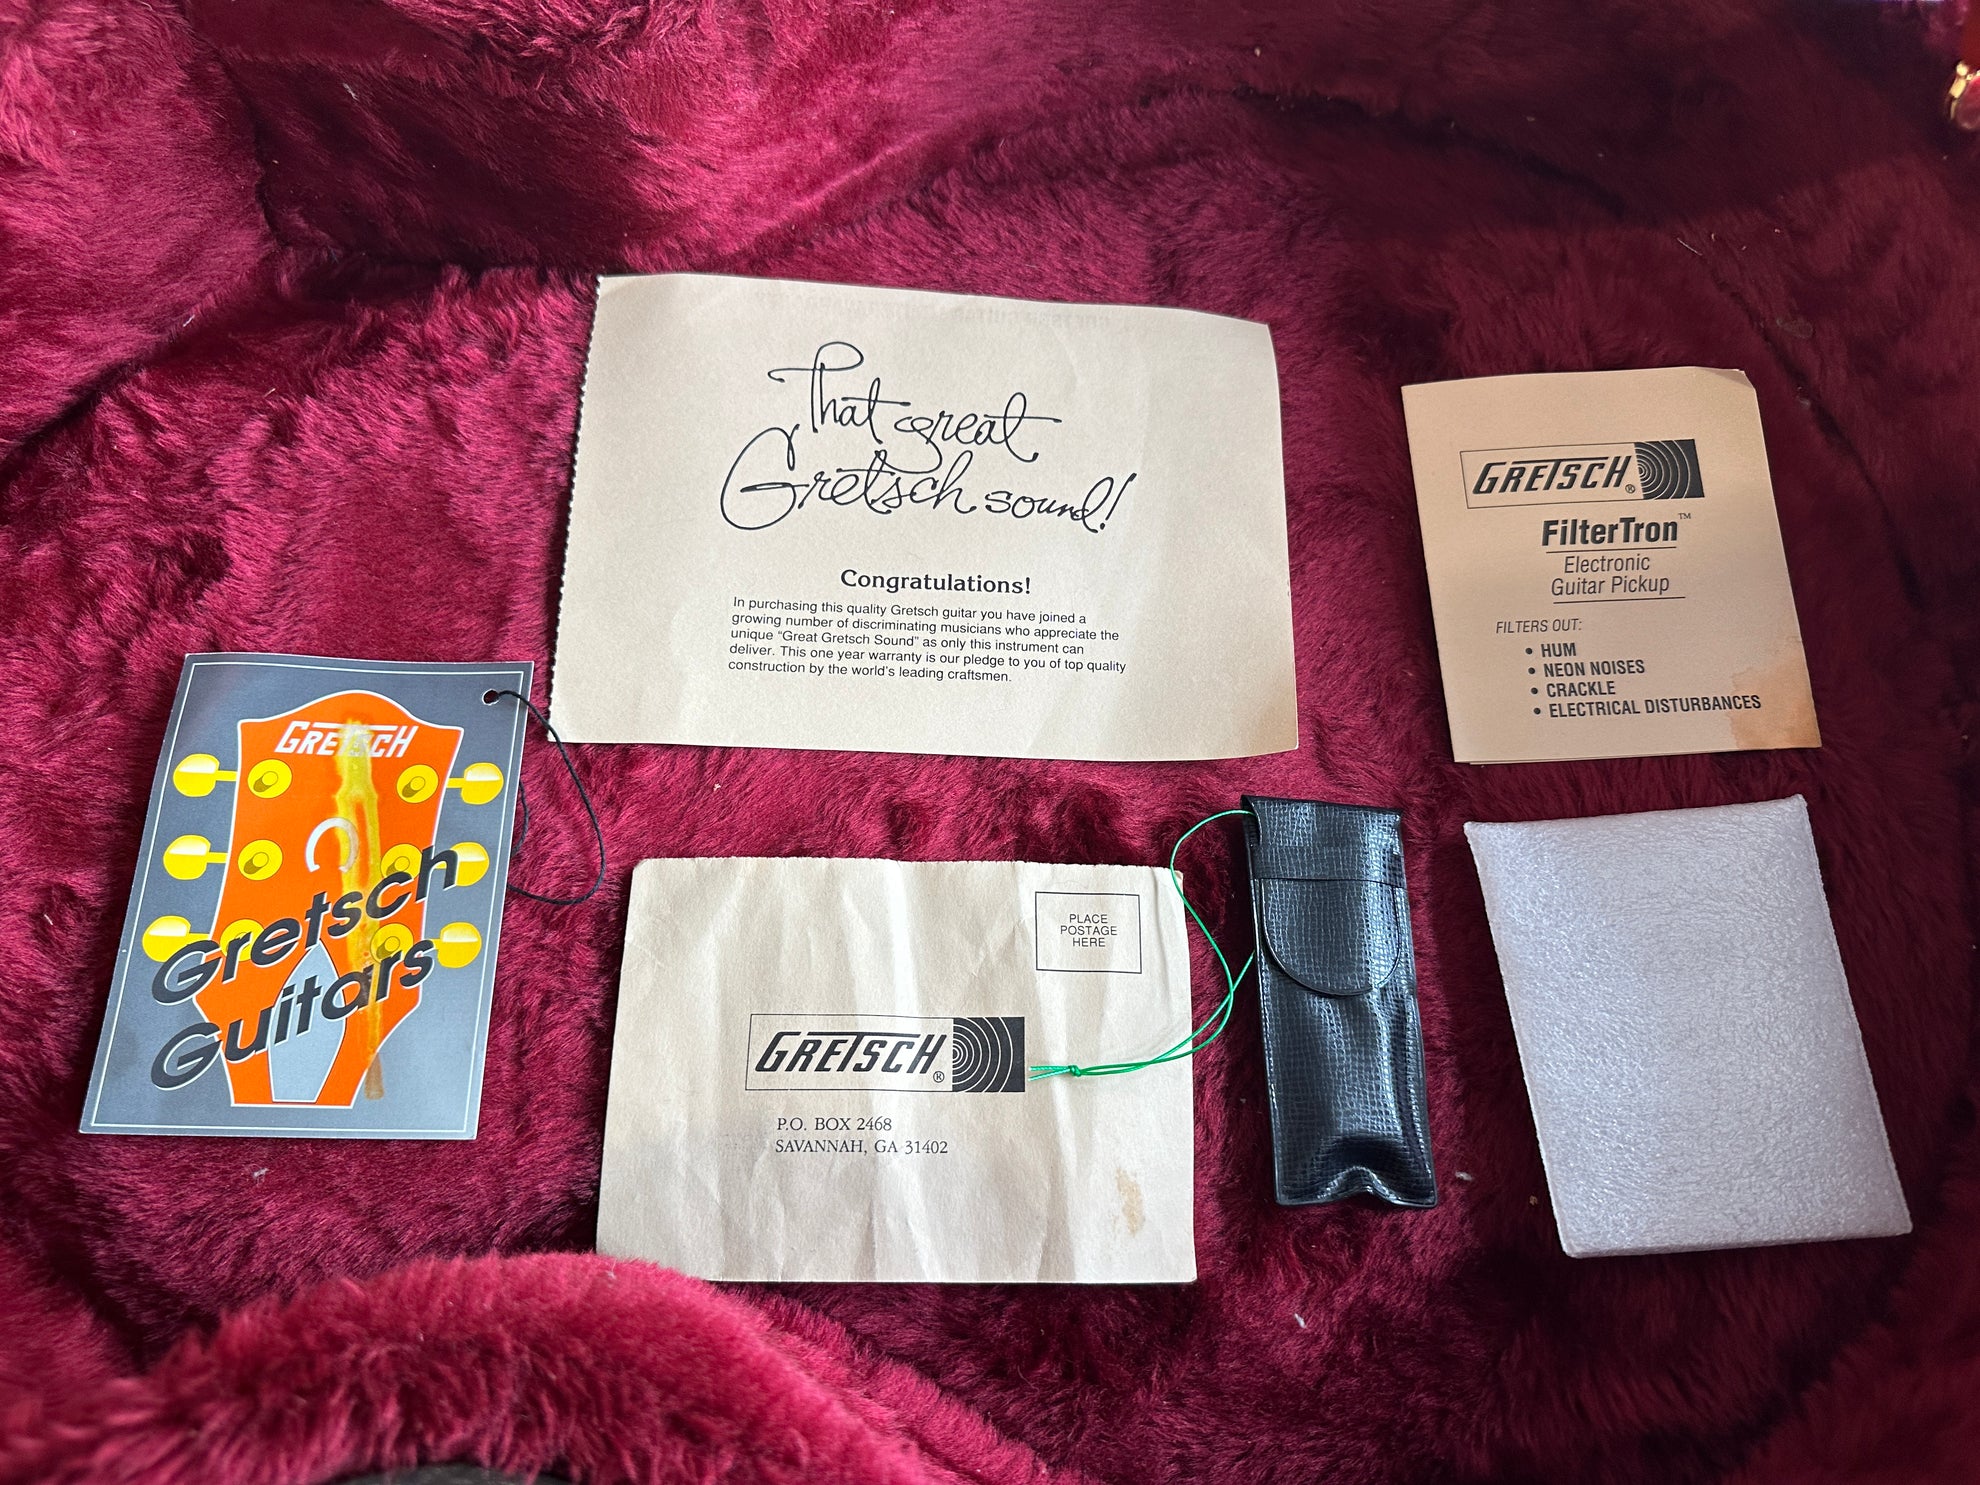 That great
Gretsch sound!
Congratulations!
In purchasing this quality Gretsch guitar you have joined a
growing number of discriminating musicians who appreciate the
unique “Great Gretsch Sound” as only this instrument can
deliver. This one year warranty is our pledge to you of top quality
construction by the world's leading craftsmen.
GRETSCH®
FilterTron™
Electronic
Guitar Pickup
FILTERS OUT:
• HUM
• NEON NOISES
• CRACKLE
• ELECTRICAL DISTURBANCES
GRETSCH
Gretsch
Guitars
PLACE
POSTAGE
HERE
GRETSCH®
P.O. BOX 2468
SAVANNAH, GA 31402